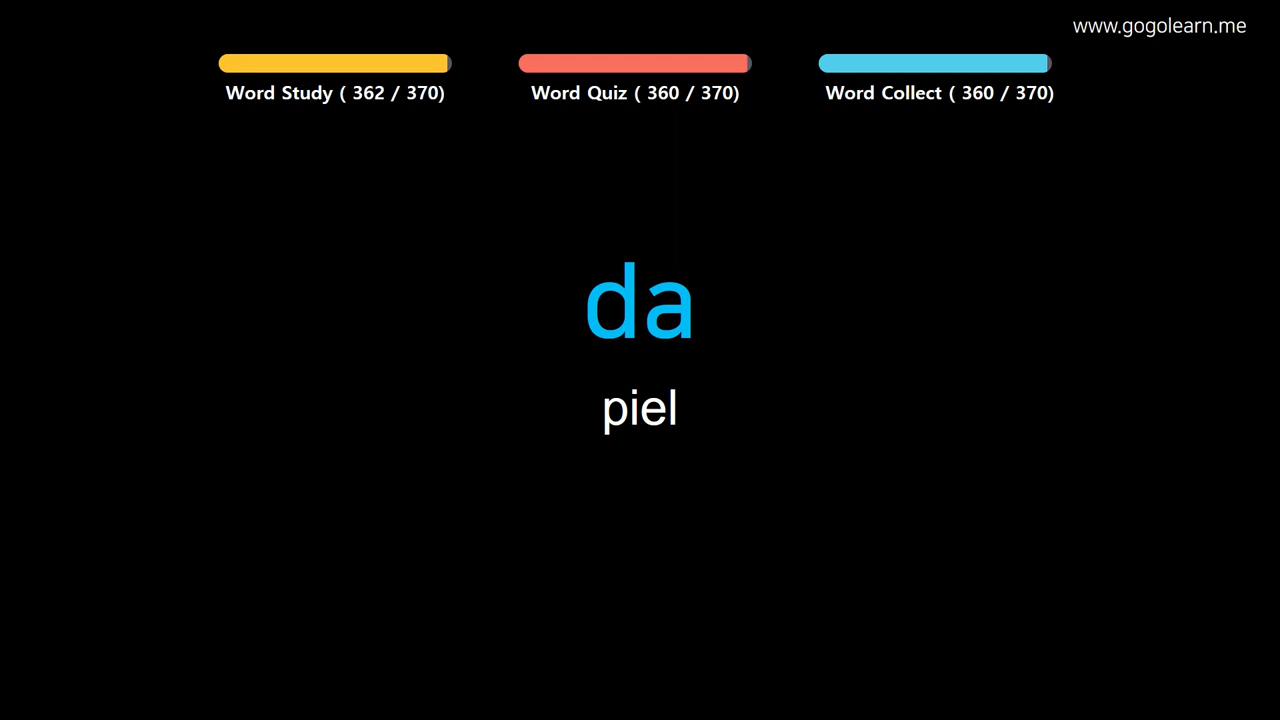 www.gogolearn.me
Word Study ( 362 / 370)
Word Quiz ( 360 / 370)
Word Collect ( 360 / 370)
da
piel